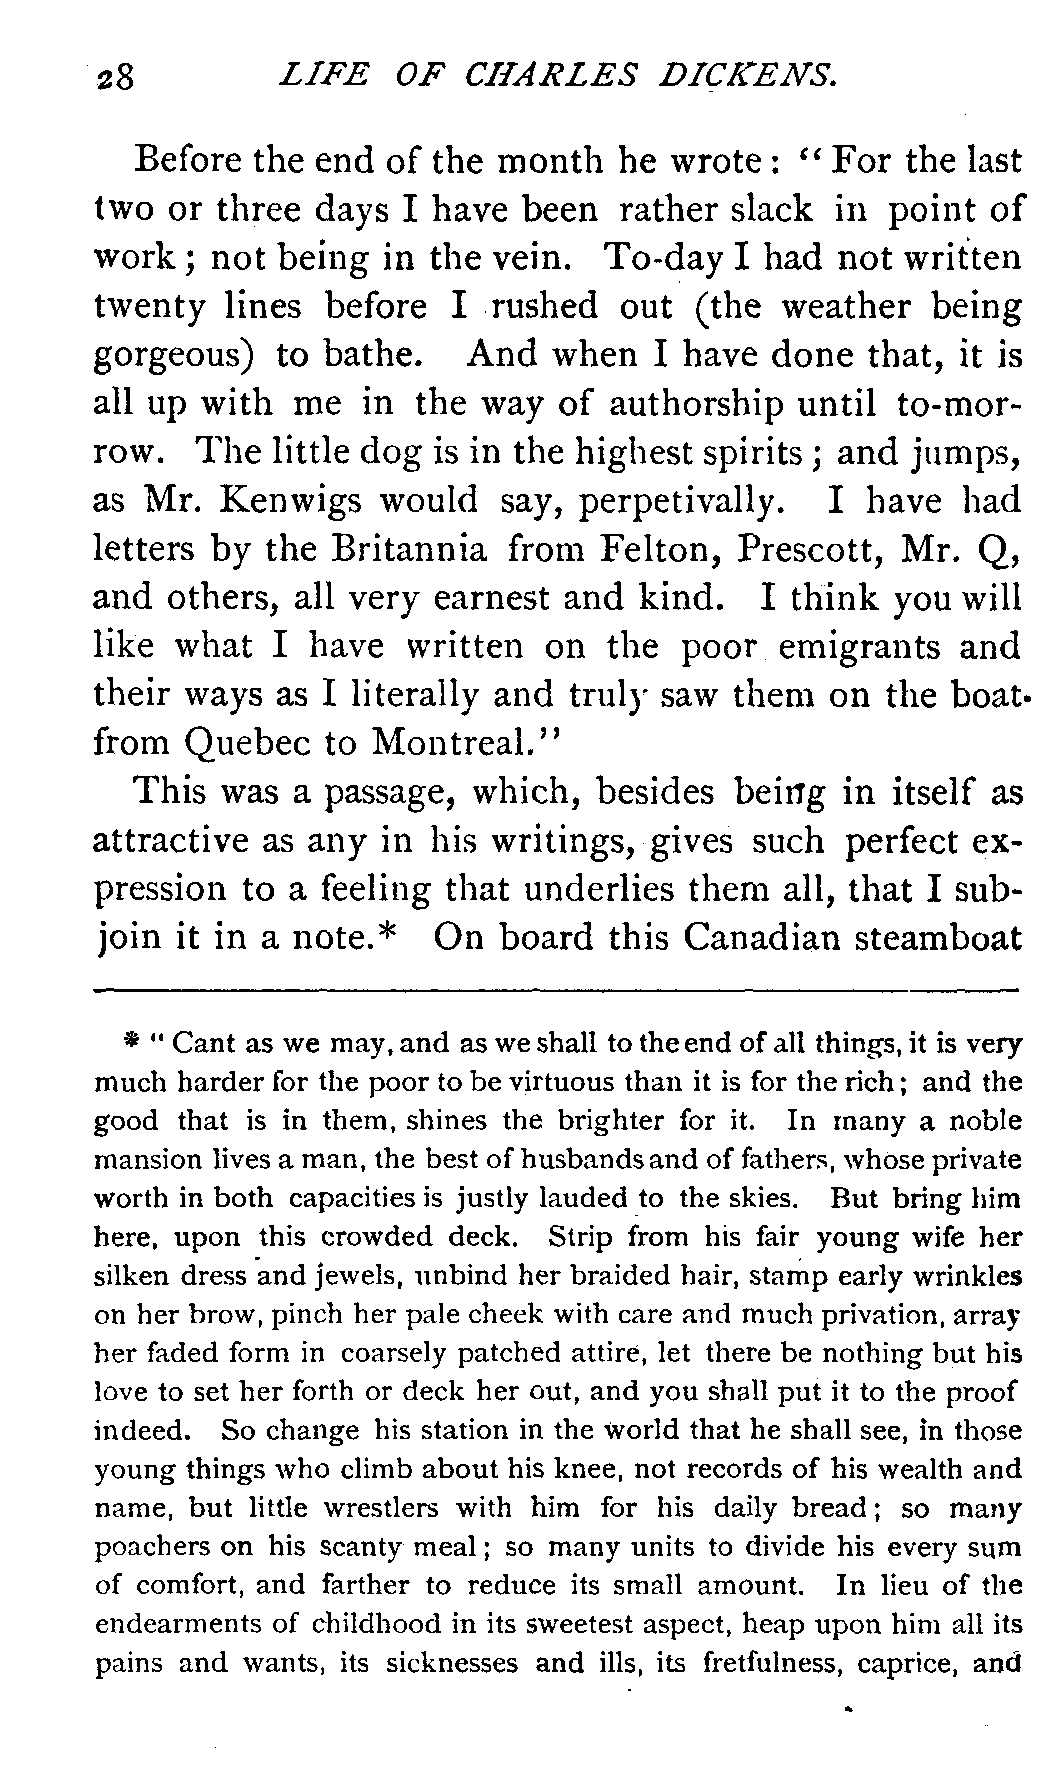 28 LIFE OF CHARLES DICKENS.
Before the end of the month he wrote: “For the last
two or three days I have been rather slack in point of
work; not being in the vein. To-day I had not written
twenty lines before I rushed out (the weather being
gorgeous) to bathe. And when I have done that, it is
all up with me in the way of authorship until to-mor-
row. The little dog is in the highest spirits; and jumps,
as Mr. Kenwigs would say, perpetivally. I have had
letters by the Britannia from Felton, Prescott, Mr. Q,
and others, all very earnest and kind. I think you will
like what I have written on the poor emigrants and
their ways as I literally and truly saw them on the boat
from Quebec to Montreal.”
This was a passage, which, besides being in itself as
attractive as any in his writings, gives such perfect ex-
pression to a feeling that underlies them all, that I sub-
join it in a note.* On board this Canadian steamboat
* “Cant as we may, and as we shall to the end of all things, it is very
much harder for the poor to be virtuous than it is for the rich; and the
good that is in them, shines the brighter for it. In many a noble
mansion lives a man, the best of husbands and of fathers, whose private
worth in both capacities is justly lauded to the skies. But bring him
here, upon this crowded deck. Strip from his fair young wife her
silken dress and jewels, unbind her braided hair, stamp early wrinkles
on her brow, pinch her pale cheek with care and much privation, array
her faded form in coarsely patched attire, let there be nothing but his
love to set her forth or deck her out, and you shall put it to the proof
indeed. So change his station in the world that he shall see, in those
young things who climb about his knee, not records of his wealth and
name, but little wrestlers with him for his daily bread; so many
poachers on his scanty meal; so many units to divide his every sum
of comfort, and farther to reduce its small amount. In lieu of the
endearments of childhood in its sweetest aspect, heap upon him all its
pains and wants, its sicknesses and ills, its fretfulness, caprice, and